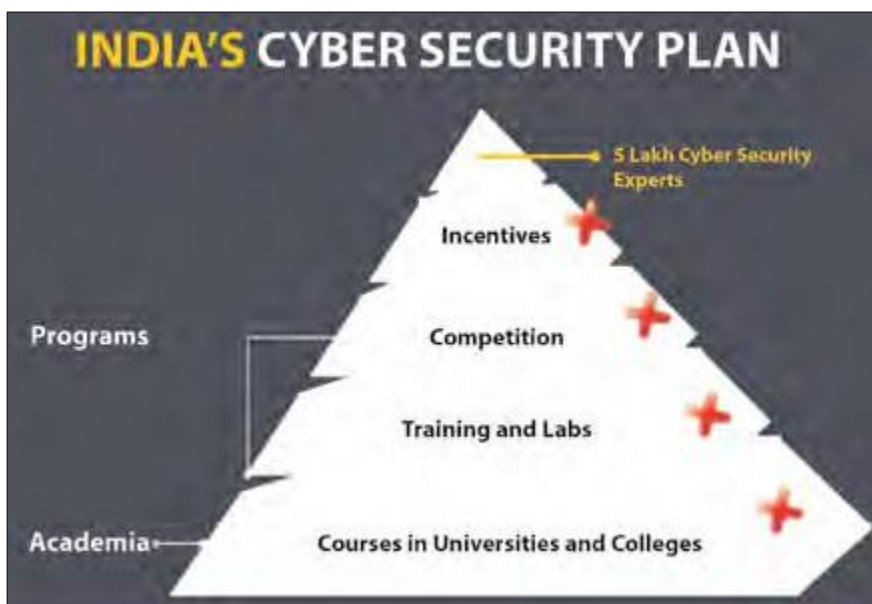 INDIA'S CYBER SECURITY PLAN
5 Lakh Cyber Security
Experts
Incentives
Programs
Competition
Training and Labs
Academia
Courses in Universities and Colleges